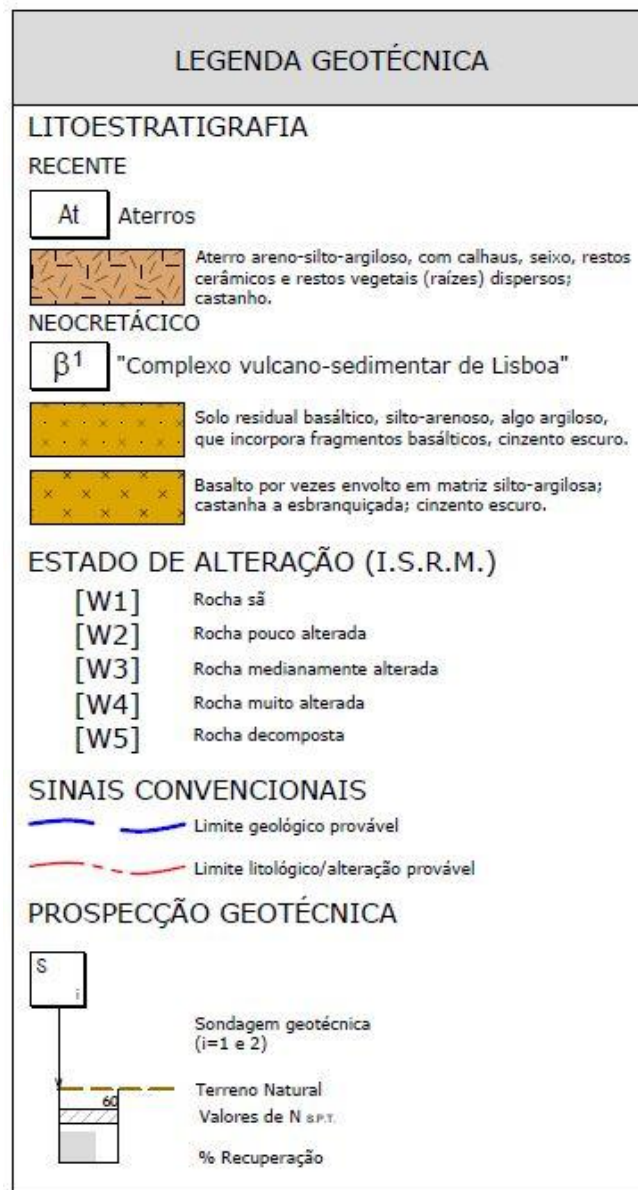 LEGENDA GEOTÉCNICA
LITOESTRATIGRAFIA
RECENTE
At Aterros
Aterro areno-silto-argiloso, com calhaus, seixo, restos
cerâmicos e restos vegetais (raízes) dispersos;
castanho.
NEOCRETÁCICO
β¹ "Complexo vulcano-sedimentar de Lisboa"
Solo residual basáltico, silto-arenoso, algo argiloso,
que incorpora fragmentos basálticos, cinzento escuro.
Basalto por vezes envolto em matriz silto-argilosa;
castanha a esbranquiçada; cinzento escuro.
ESTADO DE ALTERAÇÃO (I.S.R.M.)
[W1] Rocha sã
[W2] Rocha pouco alterada
[W3] Rocha medianamente alterada
[W4] Rocha muito alterada
[W5] Rocha decomposta
SINAIS CONVENCIONAIS
Limite geológico provável
Limite litológico/alteração provável
PROSPECÇÃO GEOTÉCNICA
S
i
Sondagem geotécnica
(i=1 e 2)
Terreno Natural
60
Valores de N S.P.T.
% Recuperação